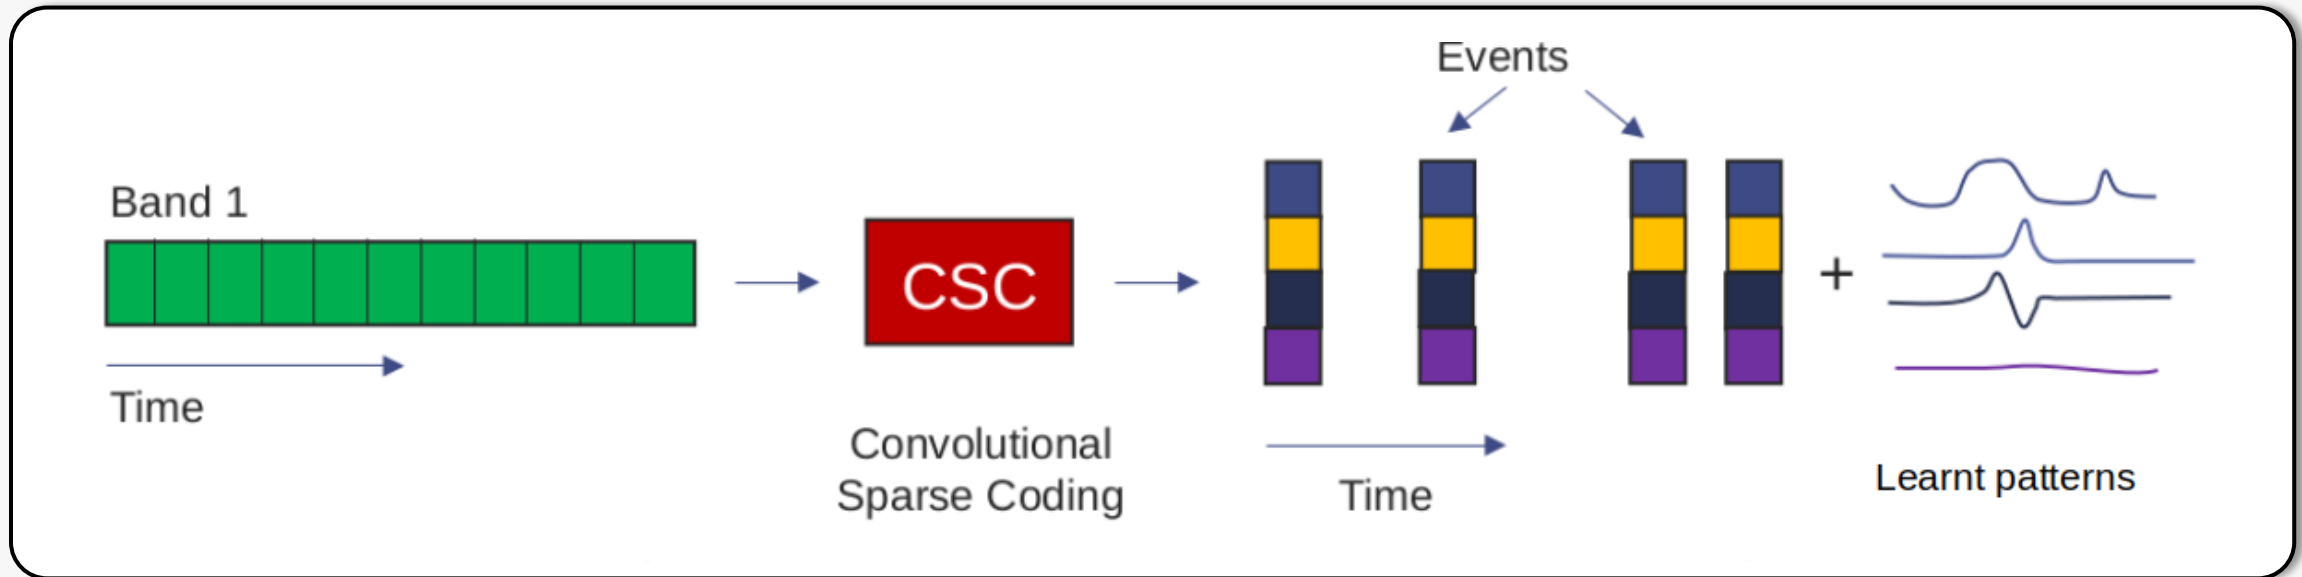 Events
Band 1
CSC
+
Time
Convolutional
Sparse Coding
Time
Learnt patterns